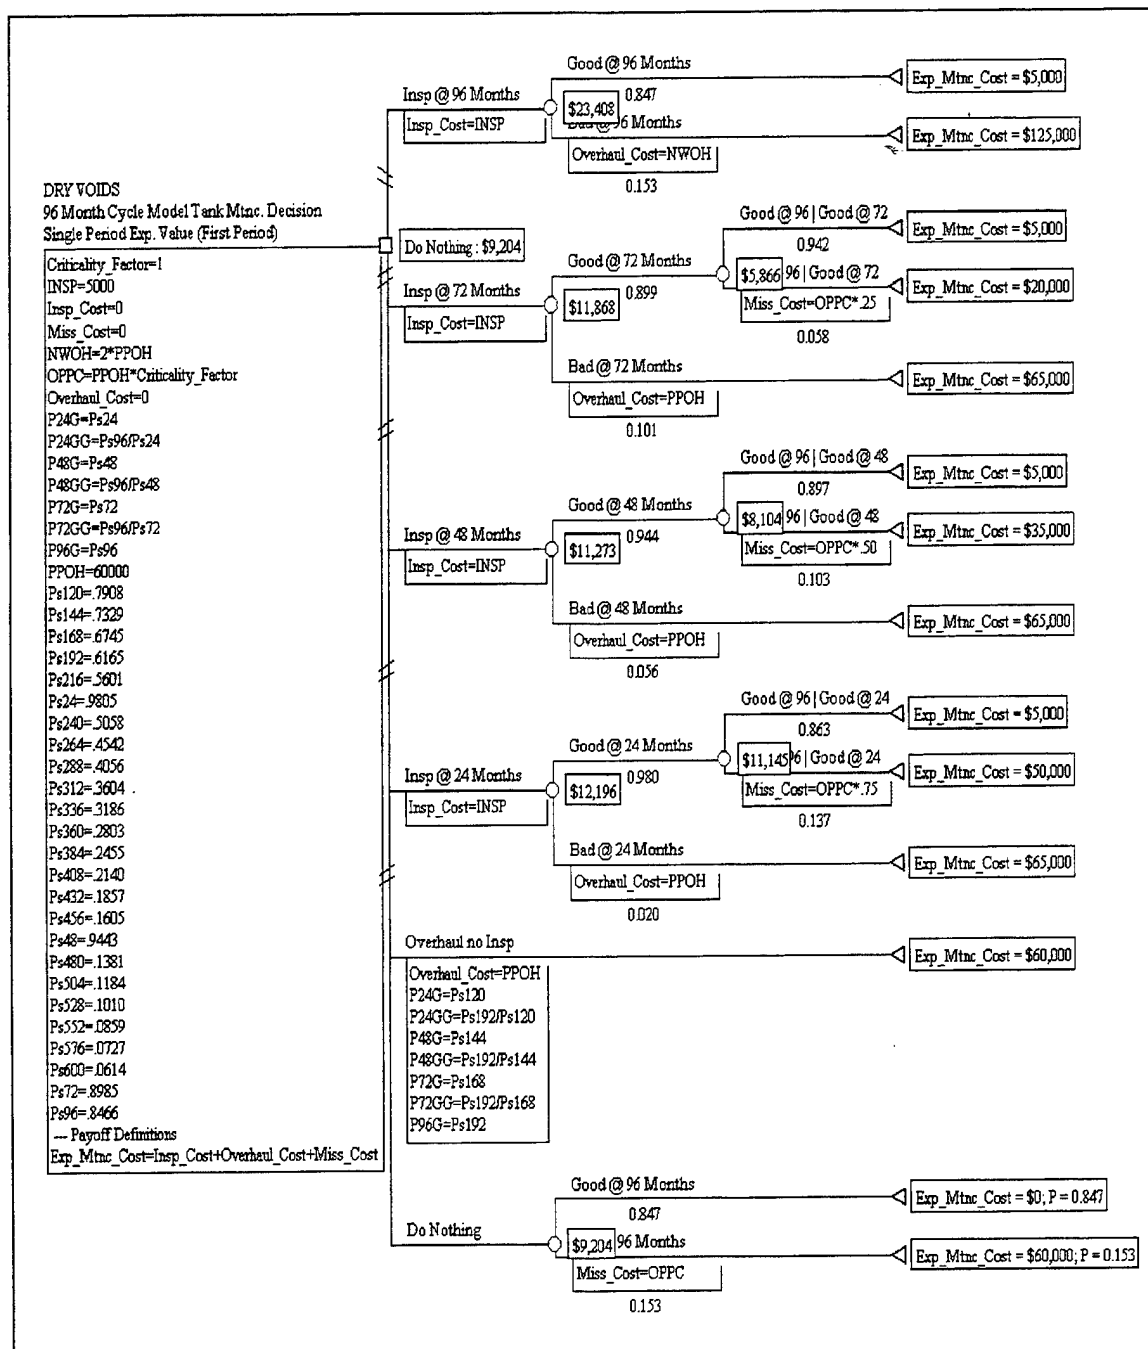 DRY VOIDS
96 Month Cycle Model Tank Mtnc. Decision
Single Period Exp. Value (First Period)
Criticality_Factor=1
INSP=5000
Insp_Cost=0
Miss_Cost=0
NWOH=2*PPOH
OPPC=PPOH*Criticality_Factor
Overhaul_Cost=0
P24G=Ps24
P24GG=Ps96/Ps24
P48G=Ps48
P48GG=Ps96/Ps48
P72G=Ps72
P72GG=Ps96/Ps72
P96G=Ps96
PPOH=60000
Ps120=.7908
Ps144=.7329
Ps168=.6745
Ps192=.6165
Ps216=.5601
Ps24=.9805
Ps240=.5058
Ps264=.4542
Ps288=.4056
Ps312=.3604
Ps336=.3186
Ps360=.2803
Ps384=.2455
Ps408=.2140
Ps432=.1857
Ps456=.1605
Ps48=.9443
Ps480=.1381
Ps504=.1184
Ps528=.1010
Ps552=.0859
Ps576=.0727
Ps600=.0614
Ps72=.8985
Ps96=.8466
--- Payoff Definitions
Exp_Mtnc_Cost=Insp_Cost+Overhaul_Cost+Miss_Cost
Do Nothing : $9,204
Insp @ 96 Months
Insp_Cost=INSP
$23,408
Good @ 96 Months
0.847
Exp_Mtnc_Cost = $5,000
Bad @ 96 Months
Overhaul_Cost=NWOH
0.153
Exp_Mtnc_Cost = $125,000
Insp @ 72 Months
Insp_Cost=INSP
$11,868
Good @ 72 Months
0.899
$5,866
Good @ 96 | Good @ 72
0.942
Exp_Mtnc_Cost = $5,000
96 | Good @ 72
Miss_Cost=OPPC*.25
0.058
Exp_Mtnc_Cost = $20,000
Bad @ 72 Months
Overhaul_Cost=PPOH
0.101
Exp_Mtnc_Cost = $65,000
Insp @ 48 Months
Insp_Cost=INSP
$11,273
Good @ 48 Months
0.944
$8,104
Good @ 96 | Good @ 48
0.897
Exp_Mtnc_Cost = $5,000
96 | Good @ 48
Miss_Cost=OPPC*.50
0.103
Exp_Mtnc_Cost = $35,000
Bad @ 48 Months
Overhaul_Cost=PPOH
0.056
Exp_Mtnc_Cost = $65,000
Insp @ 24 Months
Insp_Cost=INSP
$12,196
Good @ 24 Months
0.980
$11,145
Good @ 96 | Good @ 24
0.863
Exp_Mtnc_Cost = $5,000
96 | Good @ 24
Miss_Cost=OPPC*.75
0.137
Exp_Mtnc_Cost = $50,000
Bad @ 24 Months
Overhaul_Cost=PPOH
0.020
Exp_Mtnc_Cost = $65,000
Overhaul no Insp
Overhaul_Cost=PPOH
P24G=Ps120
P24GG=Ps192/Ps120
P48G=Ps144
P48GG=Ps192/Ps144
P72G=Ps168
P72GG=Ps192/Ps168
P96G=Ps192
Exp_Mtnc_Cost = $60,000
Do Nothing
$9,204
Good @ 96 Months
0.847
Exp_Mtnc_Cost = $0; P = 0.847
96 Months
Miss_Cost=OPPC
0.153
Exp_Mtnc_Cost = $60,000; P = 0.153